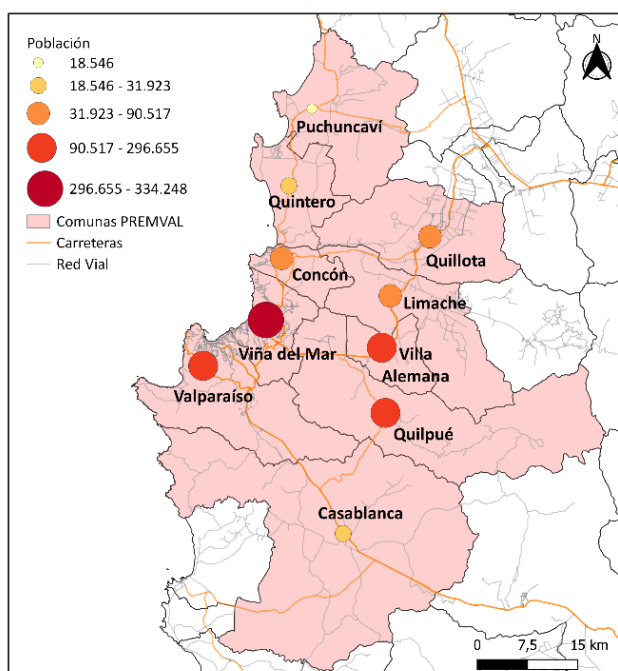 Población
18.546
18.546 - 31.923
31.923 - 90.517
90.517 - 296.655
296.655 - 334.248
Comunas PREMVAL
Carreteras
Red Vial
N
Puchuncaví
Quintero
Quillota
Concón
Limache
Viña del Mar
Villa
Alemana
Valparaíso
Quilpué
Casablanca
0 7,5 15 km